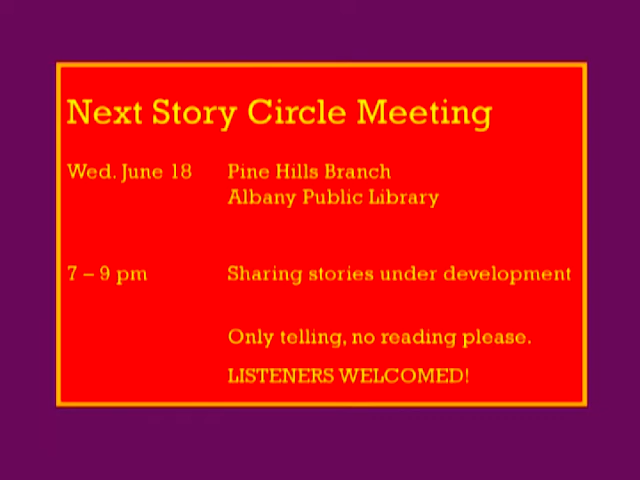 Next Story Circle Meeting
Wed. June 18 Pine Hills Branch
Albany Public Library
7 – 9 pm Sharing stories under development
Only telling, no reading please.
LISTENERS WELCOMED!